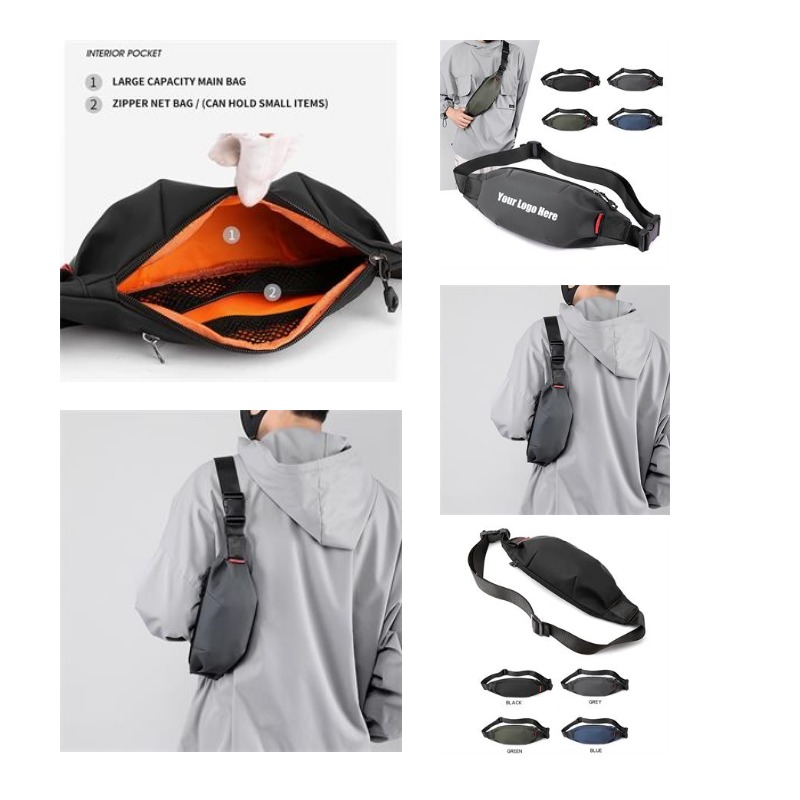 INTERIOR POCKET
1 LARGE CAPACITY MAIN BAG
2 ZIPPER NET BAG / (CAN HOLD SMALL ITEMS)
1
2
Your Logo Here
BLACK
GREY
GREEN
BLUE